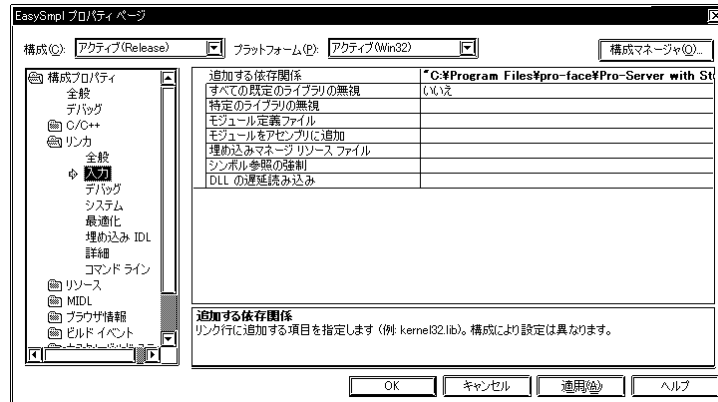 EasySmpl プロパティ ページ
構成(C): アクティブ(Release) プラットフォーム(P): アクティブ(Win32) 構成マネージャ(O)...
構成プロパティ
全般
デバッグ
C/C++
リンカ
全般
入力
デバッグ
システム
最適化
埋め込み IDL
詳細
コマンド ライン
リソース
MIDL
ブラウザ情報
ビルド イベント
追加する依存関係 "C:¥Program Files¥pro-face¥Pro-Server with St
すべての既定のライブラリの無視 いいえ
特定のライブラリの無視
モジュール定義ファイル
モジュールをアセンブリに追加
埋め込みマネージ リソース ファイル
シンボル参照の強制
DLL の遅延読み込み
追加する依存関係
リンク行に追加する項目を指定します (例: kernel32.lib)。構成により設定は異なります。
OK キャンセル 適用(A) ヘルプ